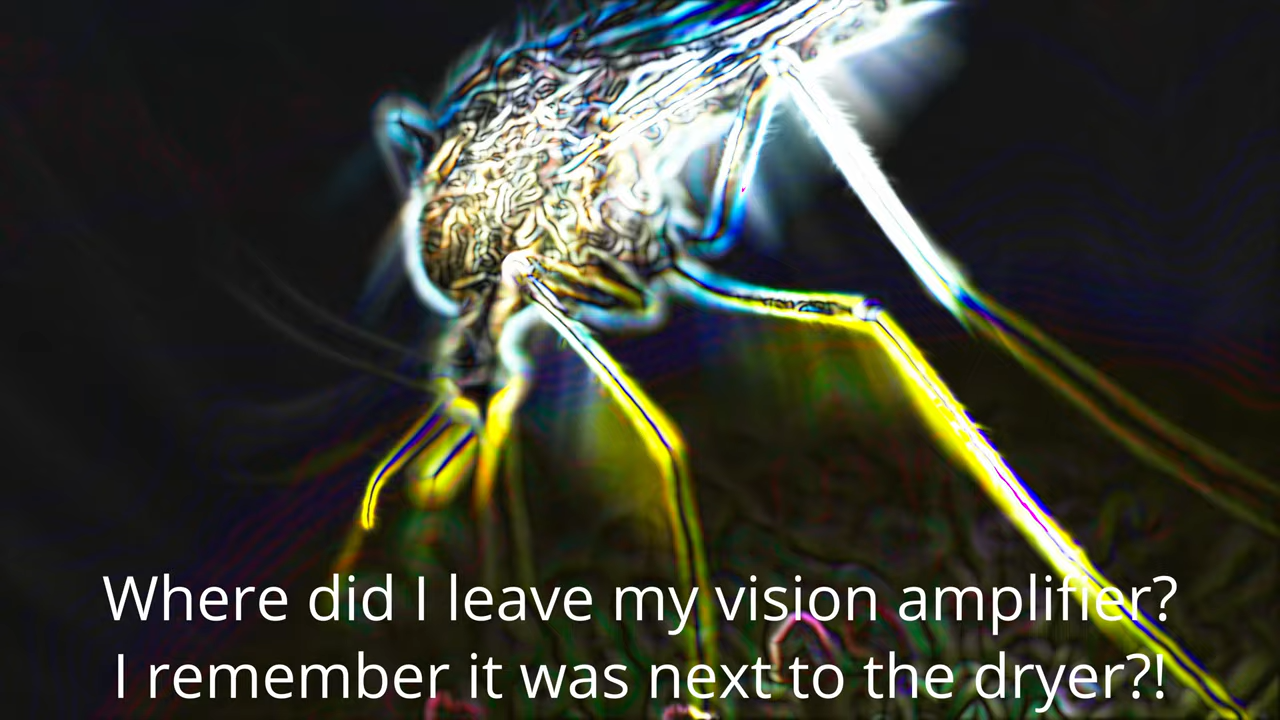 Where did I leave my vision amplifier?
I remember it was next to the dryer?!